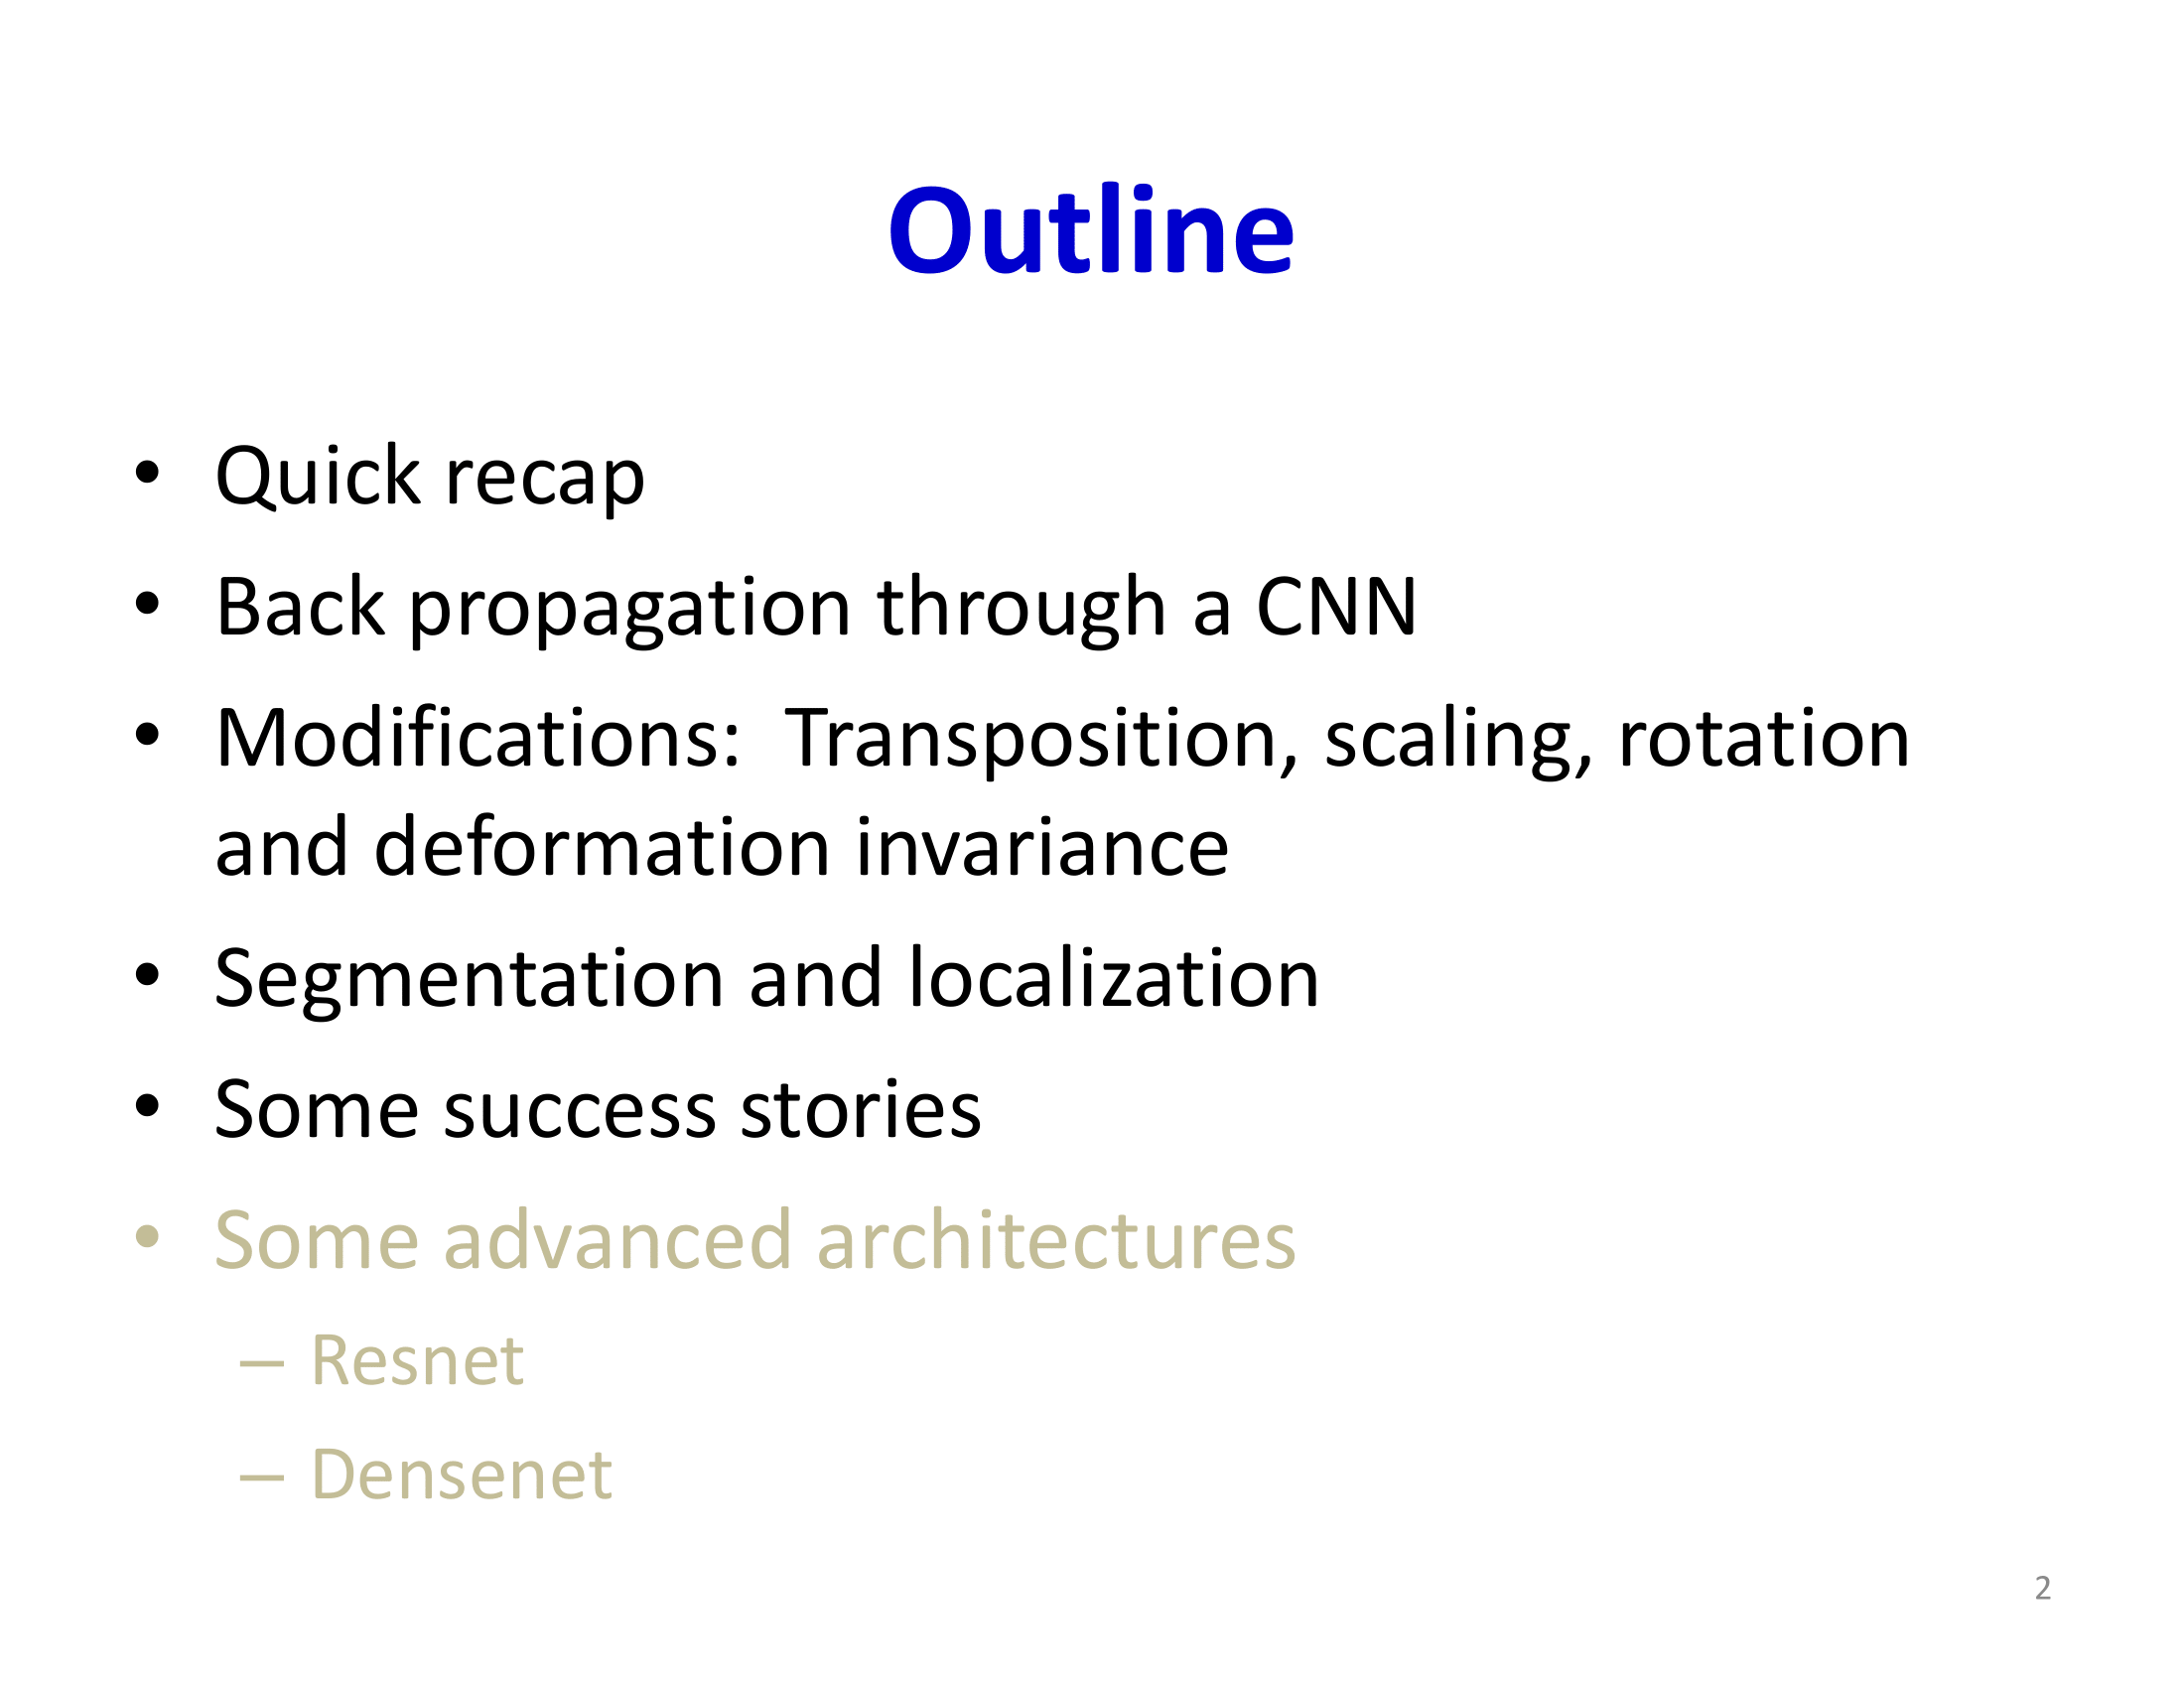 Outline
• Quick recap
• Back propagation through a CNN
• Modifications:  Transposition, scaling, rotation
and deformation invariance
• Segmentation and localization
• Some success stories
• Some advanced architectures
– Resnet
– Densenet
2